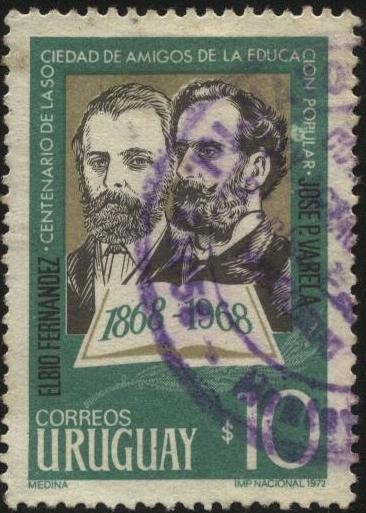 ELBIO FERNANDEZ · CENTENARIO DE LA SOCIEDAD DE AMIGOS DE LA EDUCACION POPULAR · JOSE P. VARELA
1868-1968
CORREOS
URUGUAY $10
MEDINA IMP NACIONAL 1972